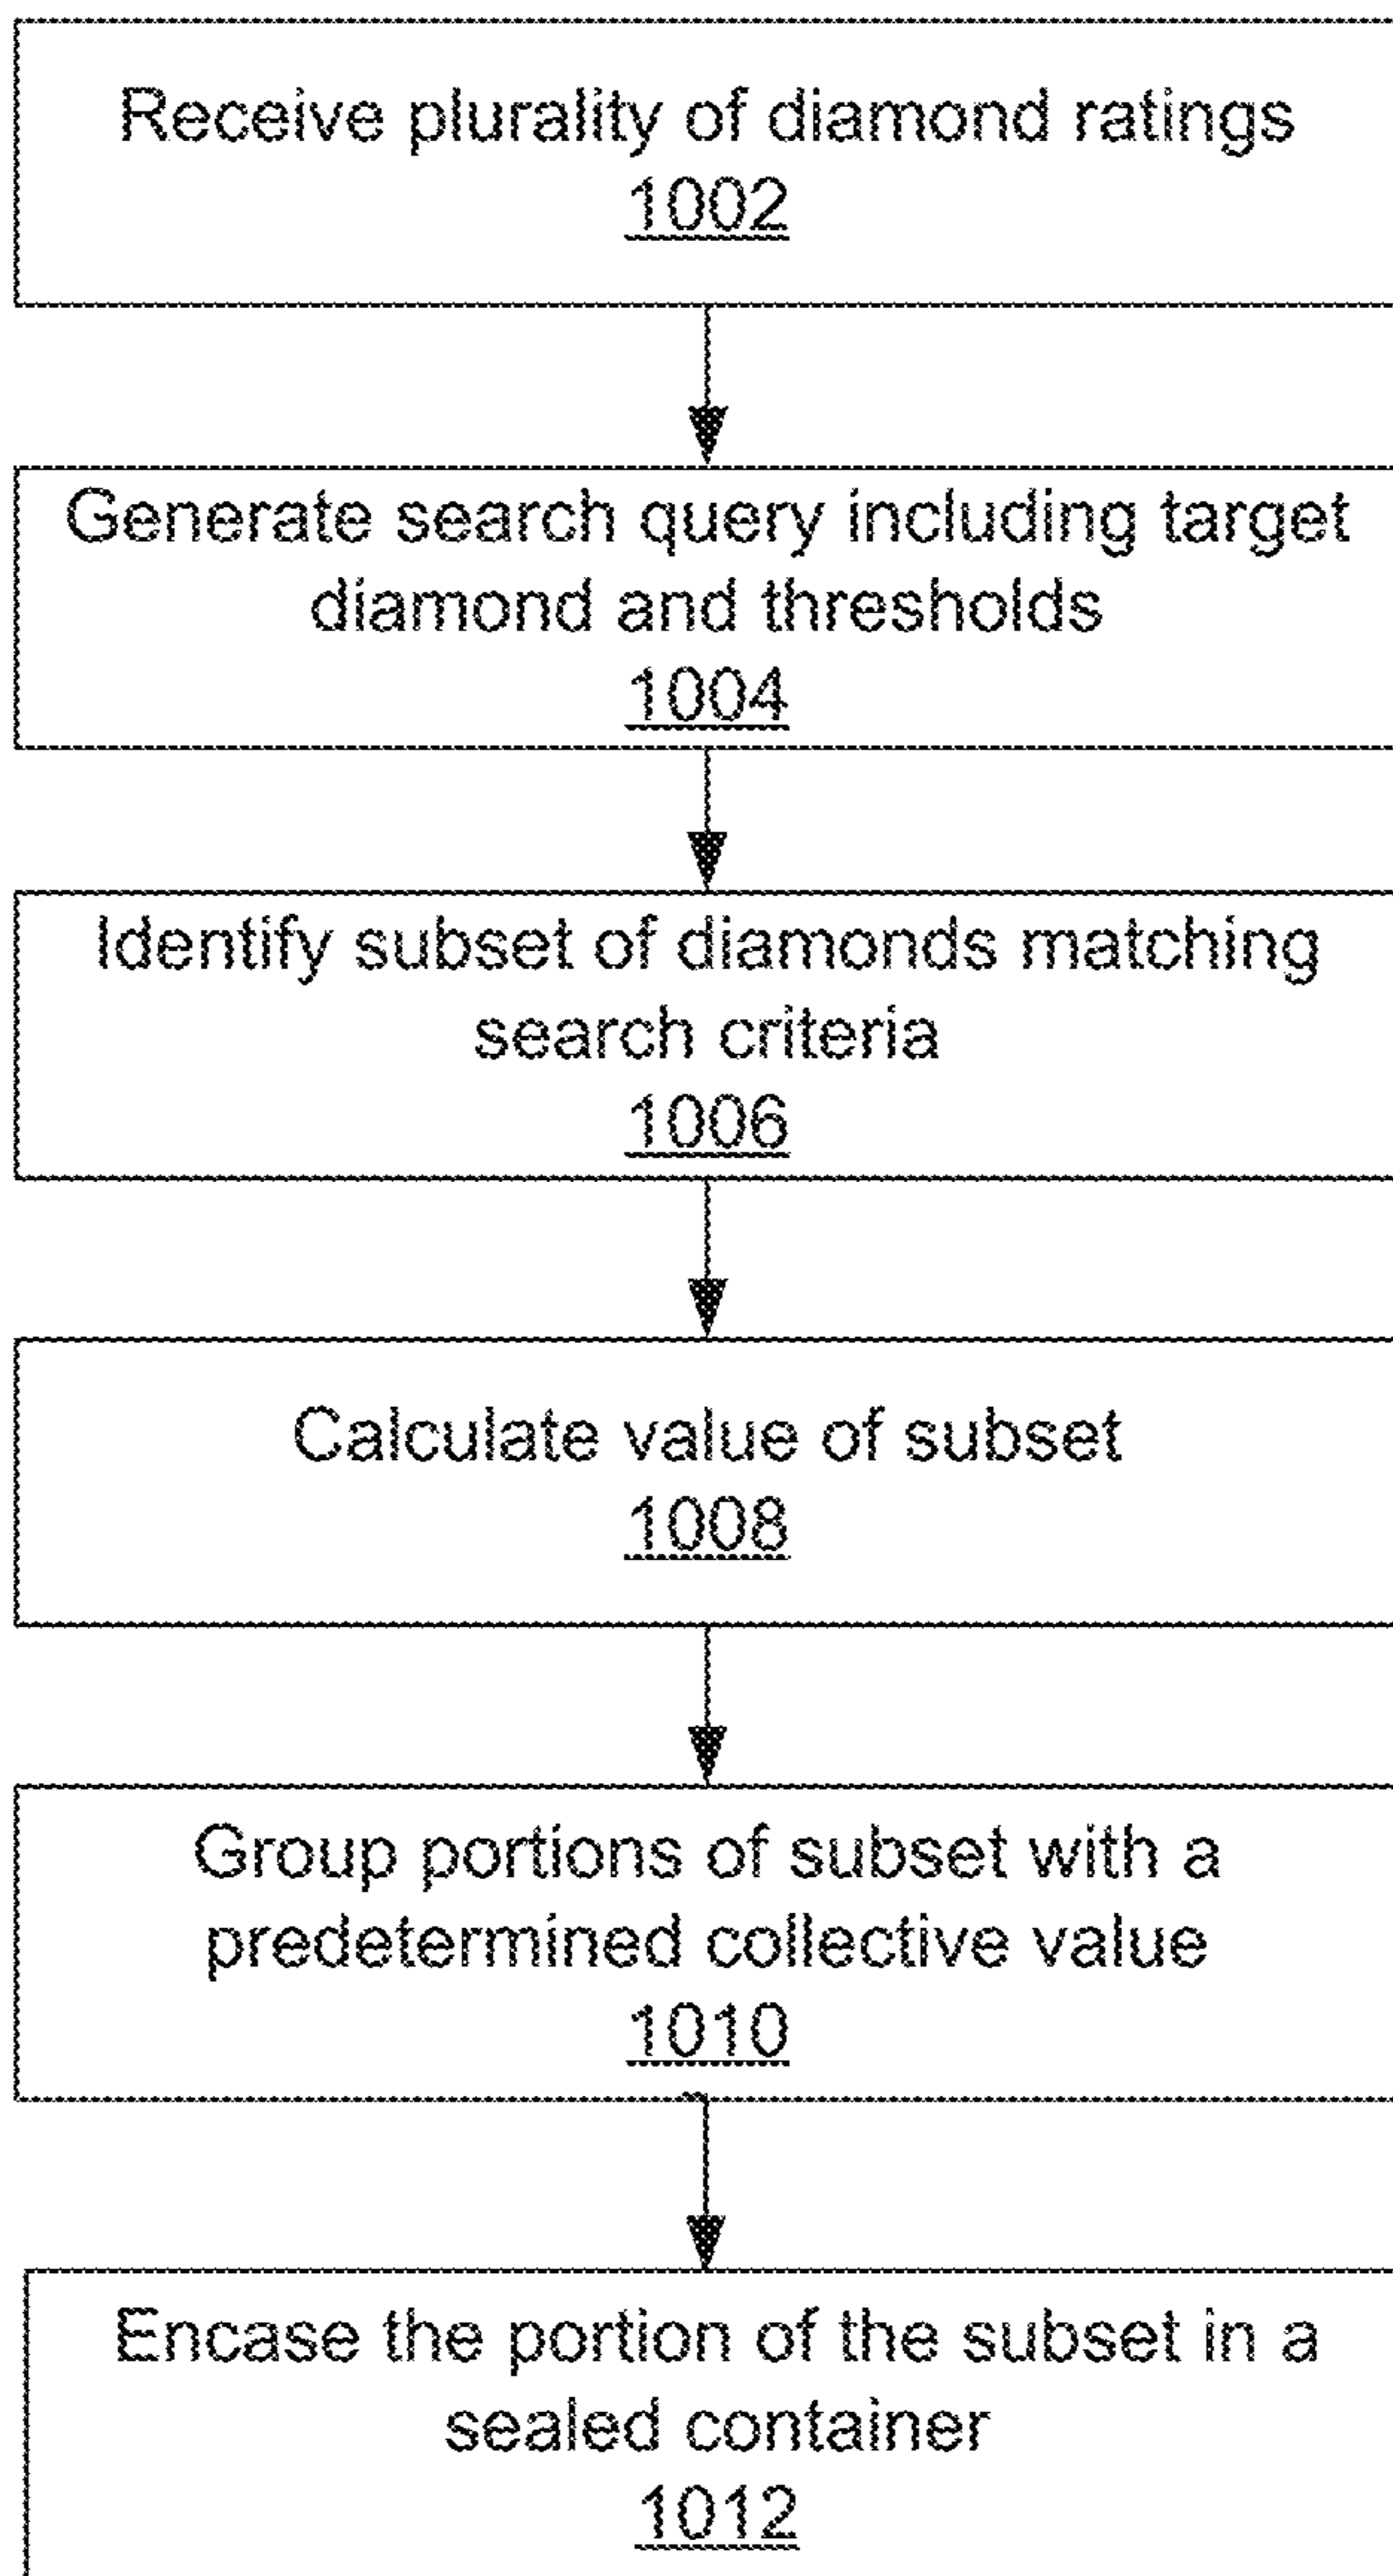 Receive plurality of diamond ratings
1002
Generate search query including target
diamond and thresholds
1004
Identify subset of diamonds matching
search criteria
1006
Calculate value of subset
1008
Group portions of subset with a
predetermined collective value
1010
Encase the portion of the subset in a
sealed container
1012